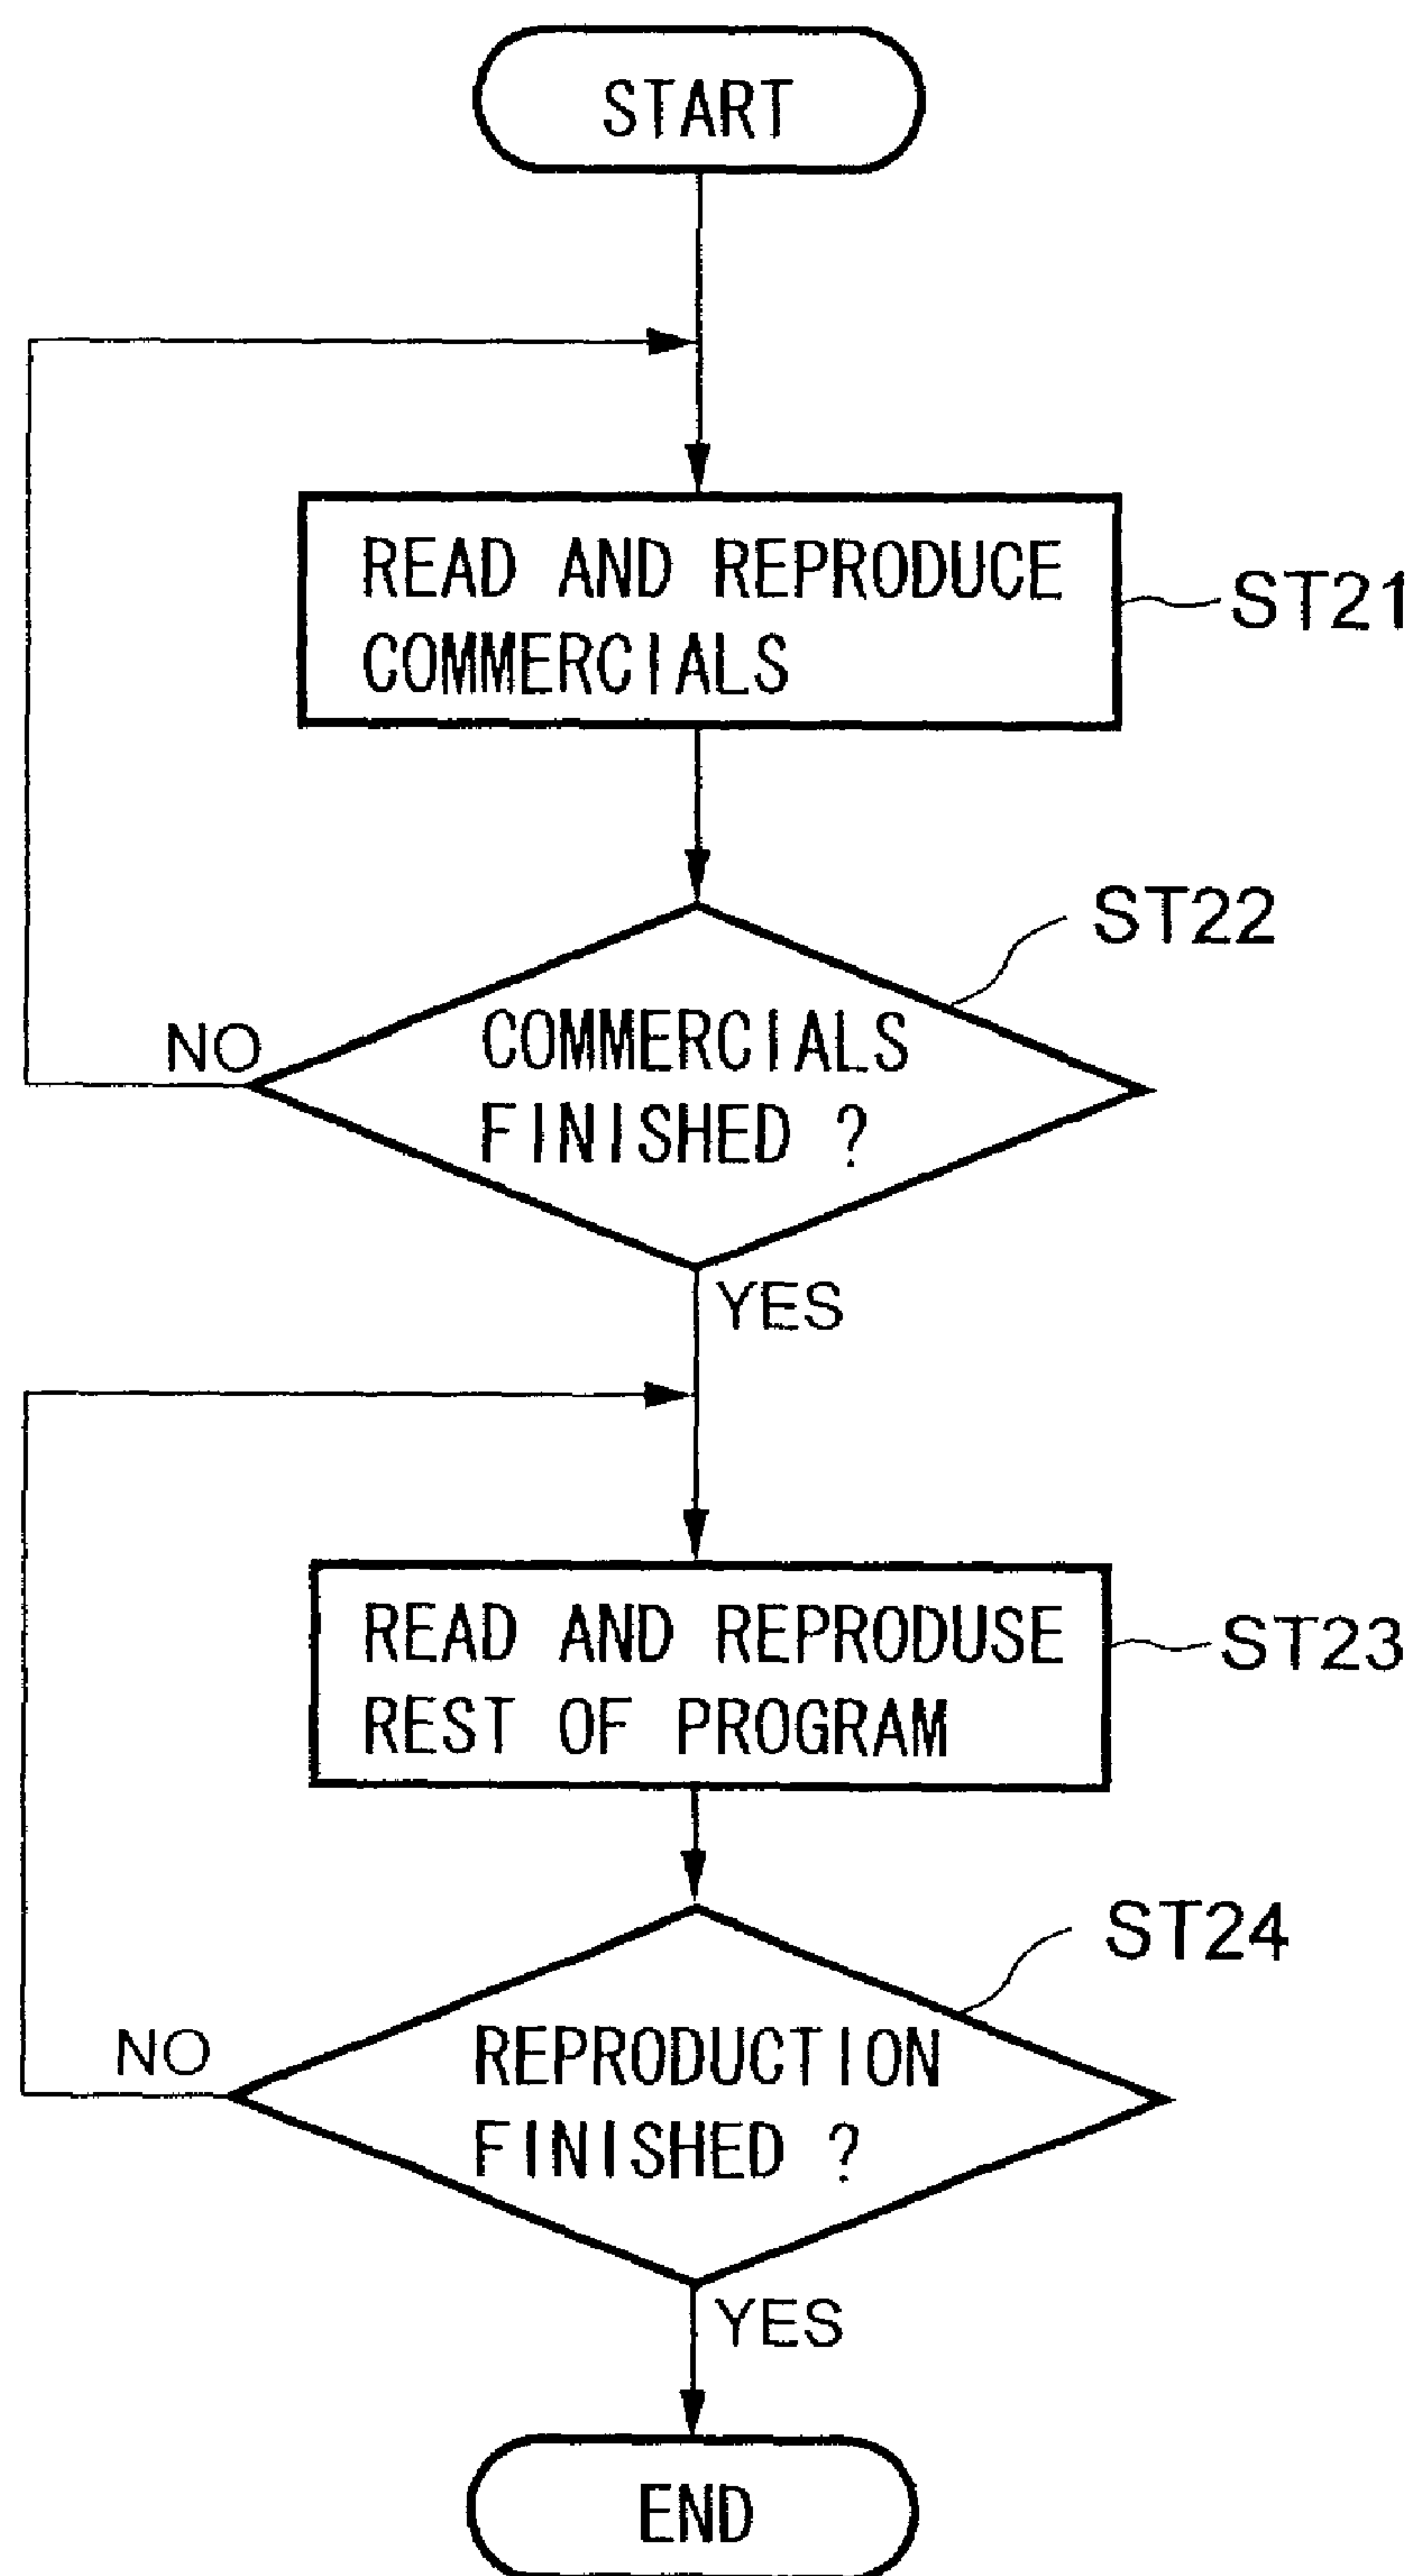 START
READ AND REPRODUCE
COMMERCIALS
ST21
ST22
COMMERCIALS
FINISHED ?
NO
YES
READ AND REPRODUSE
REST OF PROGRAM
ST23
ST24
REPRODUCTION
FINISHED ?
NO
YES
END